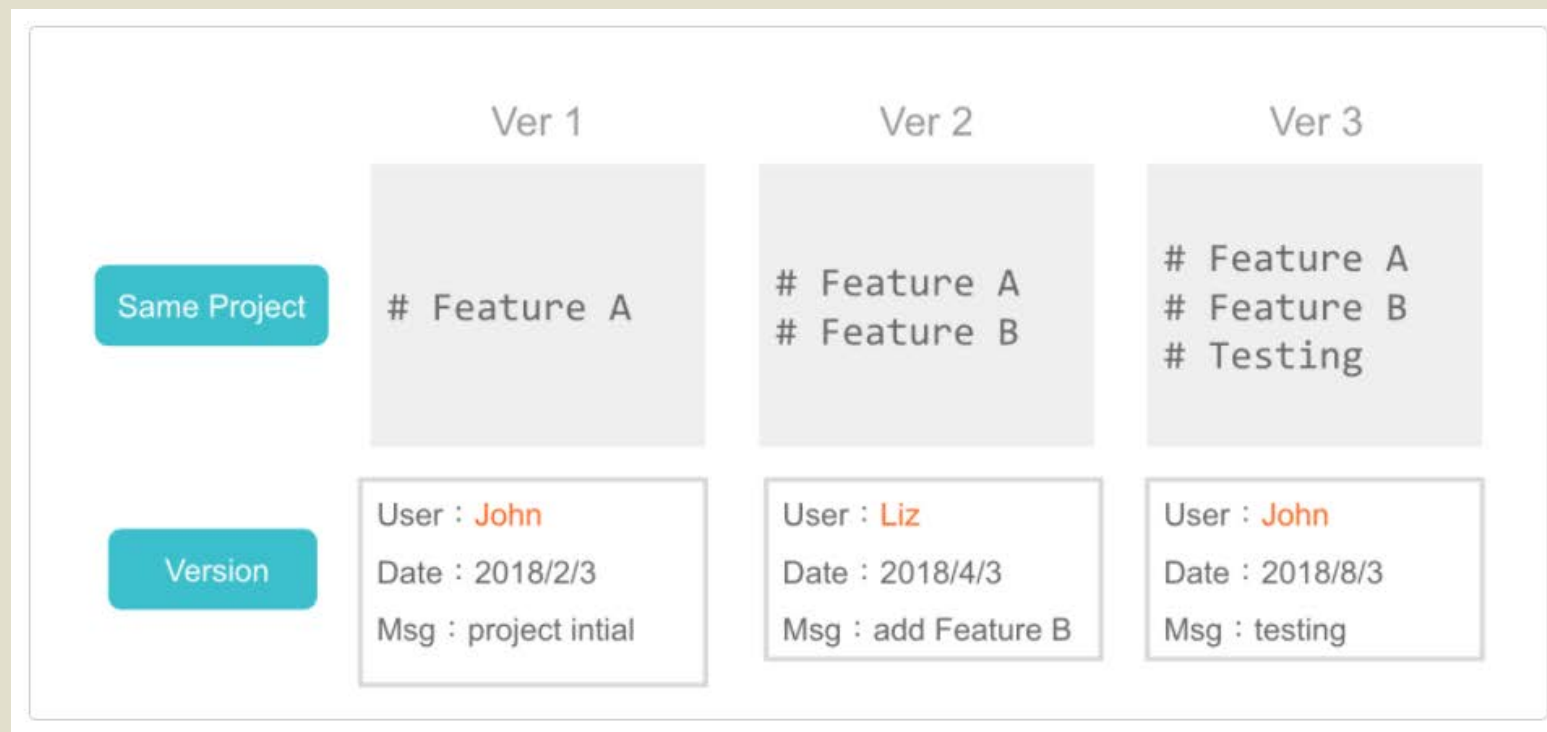 Ver 1
Ver 2
Ver 3
Same Project
# Feature A
# Feature A
# Feature B
# Feature A
# Feature B
# Testing
Version
User：John
Date：2018/2/3
Msg：project intial
User：Liz
Date：2018/4/3
Msg：add Feature B
User：John
Date：2018/8/3
Msg：testing